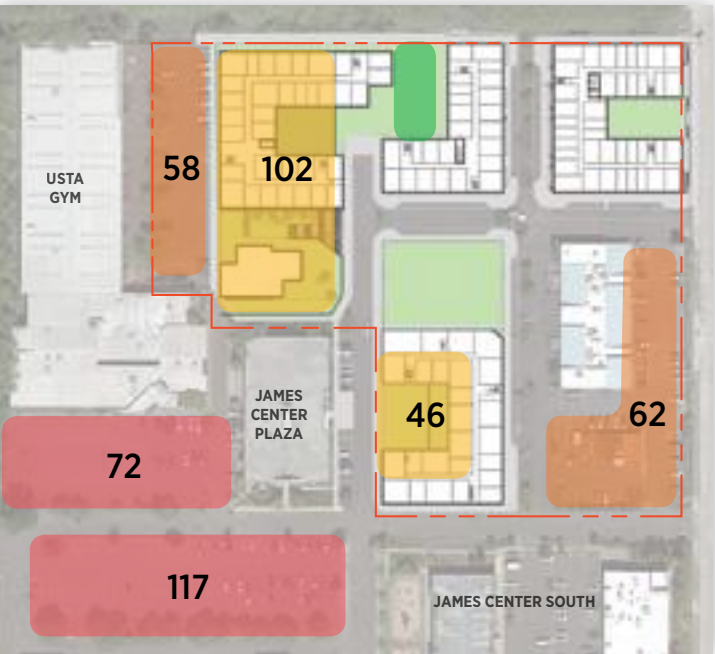 58
102
USTA
GYM
JAMES
CENTER
PLAZA
46
62
72
117
JAMES CENTER SOUTH